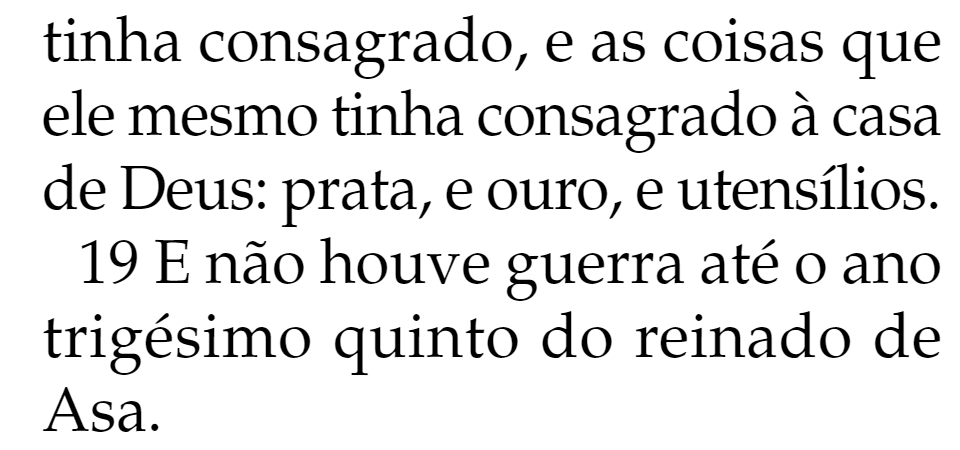 tinha consagrado, e as coisas que
ele mesmo tinha consagrado à casa
de Deus: prata, e ouro, e utensílios.
19 E não houve guerra até o ano
trigésimo quinto do reinado de
Asa.